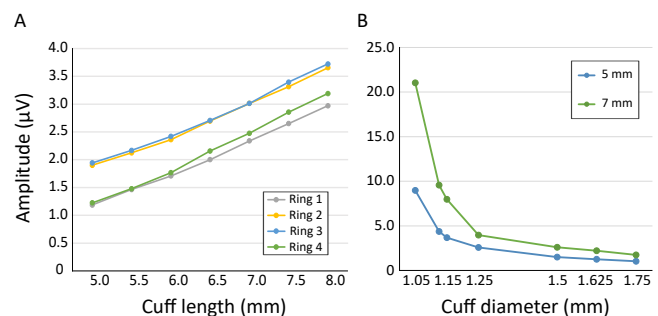 A
4.0
3.5
3.0
2.5
2.0
1.5
1.0
0.5
0
Amplitude (µV)
Ring 1
Ring 2
Ring 3
Ring 4
5.0 5.5 6.0 6.5 7.0 7.5 8.0
Cuff length (mm)
B
25.0
20.0
15.0
10.0
5.0
0
5 mm
7 mm
1.05 1.15 1.25 1.5 1.625 1.75
Cuff diameter (mm)